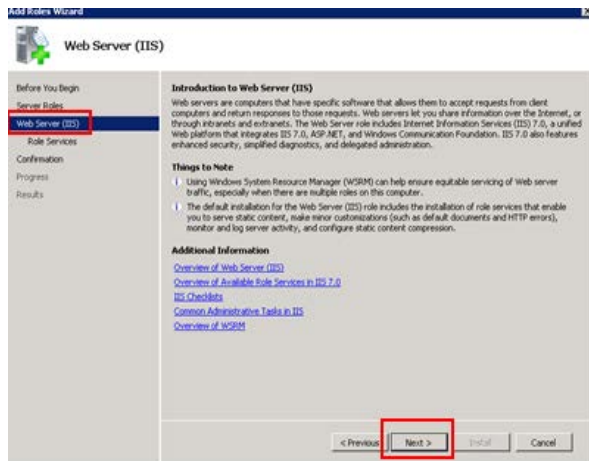 Add Roles Wizard
Web Server (IIS)
Before You Begin
Server Roles
Web Server (IIS)
Role Services
Confirmation
Progress
Results
Introduction to Web Server (IIS)
Web servers are computers that have specific software that allows them to accept requests from client
computers and return responses to those requests. Web servers let you share information over the Internet, or
through intranets and extranets. The Web Server role includes Internet Information Services (IIS) 7.0, a unified
Web platform that integrates IIS 7.0, ASP.NET, and Windows Communication Foundation. IIS 7.0 also features
enhanced security, simplified diagnostics, and delegated administration.
Things to Note
Using Windows System Resource Manager (WSRM) can help ensure equitable servicing of Web server
traffic, especially when there are multiple roles on this computer.
The default installation for the Web Server (IIS) role includes the installation of role services that enable
you to serve static content, make minor customizations (such as default documents and HTTP errors),
monitor and log server activity, and configure static content compression.
Additional Information
Overview of Web Server (IIS)
Overview of Available Role Services in IIS 7.0
IIS Checklists
Common Administrative Tasks in IIS
Overview of WSRM
< Previous
Next >
Install
Cancel